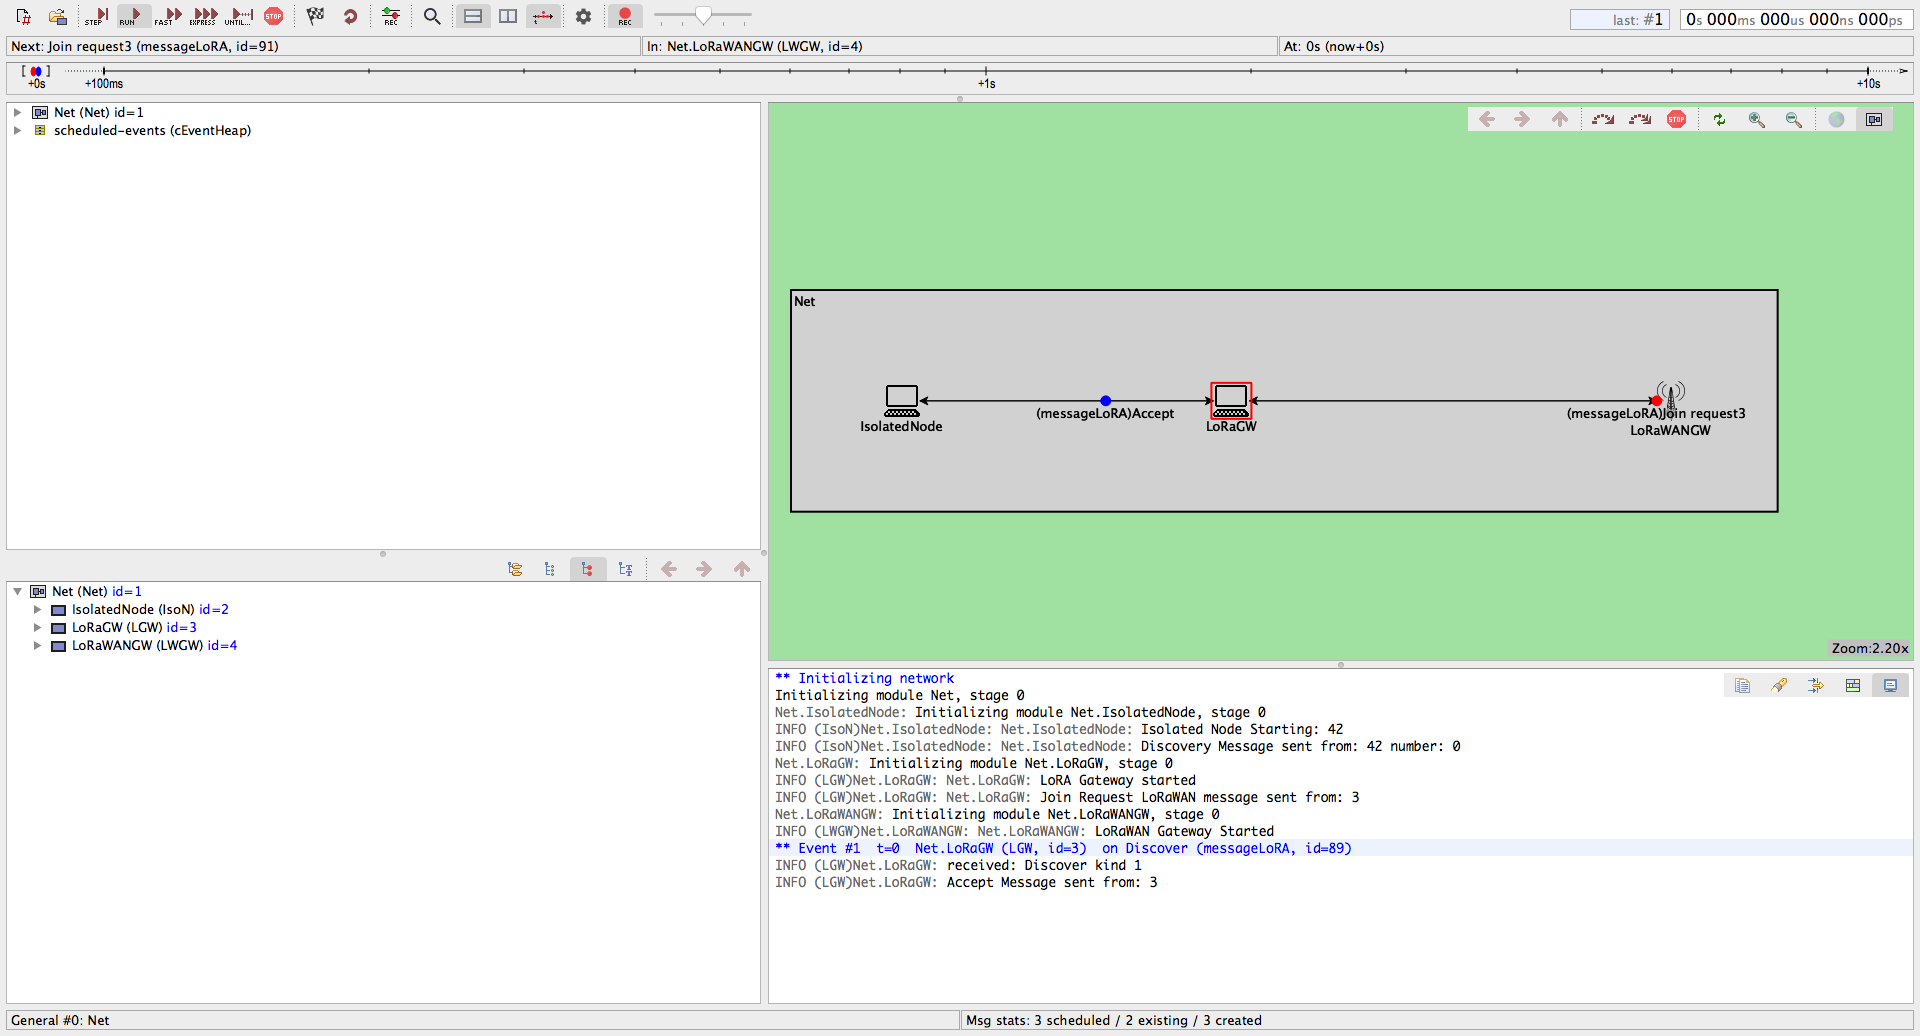 STEP RUN FAST EXPRESS UNTIL... STOP REC REC last: #1 0s 000ms 000us 000ns 000ps
Next: Join request3 (messageLoRA, id=91) In: Net.LoRaWANGW (LWGW, id=4) At: 0s (now+0s)
[ ]
+0s +100ms +1s +10s
Net (Net) id=1
scheduled-events (cEventHeap)
STOP
Net
(messageLoRA)Accept (messageLoRA)Join request3
IsolatedNode LoRaGW LoRaWANGW
Zoom:2.20x
Net (Net) id=1
IsolatedNode (IsoN) id=2
LoRaGW (LGW) id=3
LoRaWANGW (LWGW) id=4
** Initializing network
Initializing module Net, stage 0
Net.IsolatedNode: Initializing module Net.IsolatedNode, stage 0
INFO (IsoN)Net.IsolatedNode: Net.IsolatedNode: Isolated Node Starting: 42
INFO (IsoN)Net.IsolatedNode: Net.IsolatedNode: Discovery Message sent from: 42 number: 0
Net.LoRaGW: Initializing module Net.LoRaGW, stage 0
INFO (LGW)Net.LoRaGW: Net.LoRaGW: LoRA Gateway started
INFO (LGW)Net.LoRaGW: Net.LoRaGW: Join Request LoRaWAN message sent from: 3
Net.LoRaWANGW: Initializing module Net.LoRaWANGW, stage 0
INFO (LWGW)Net.LoRaWANGW: Net.LoRaWANGW: LoRaWAN Gateway Started
** Event #1 t=0 Net.LoRaGW (LGW, id=3) on Discover (messageLoRA, id=89)
INFO (LGW)Net.LoRaGW: received: Discover kind 1
INFO (LGW)Net.LoRaGW: Accept Message sent from: 3
General #0: Net Msg stats: 3 scheduled / 2 existing / 3 created